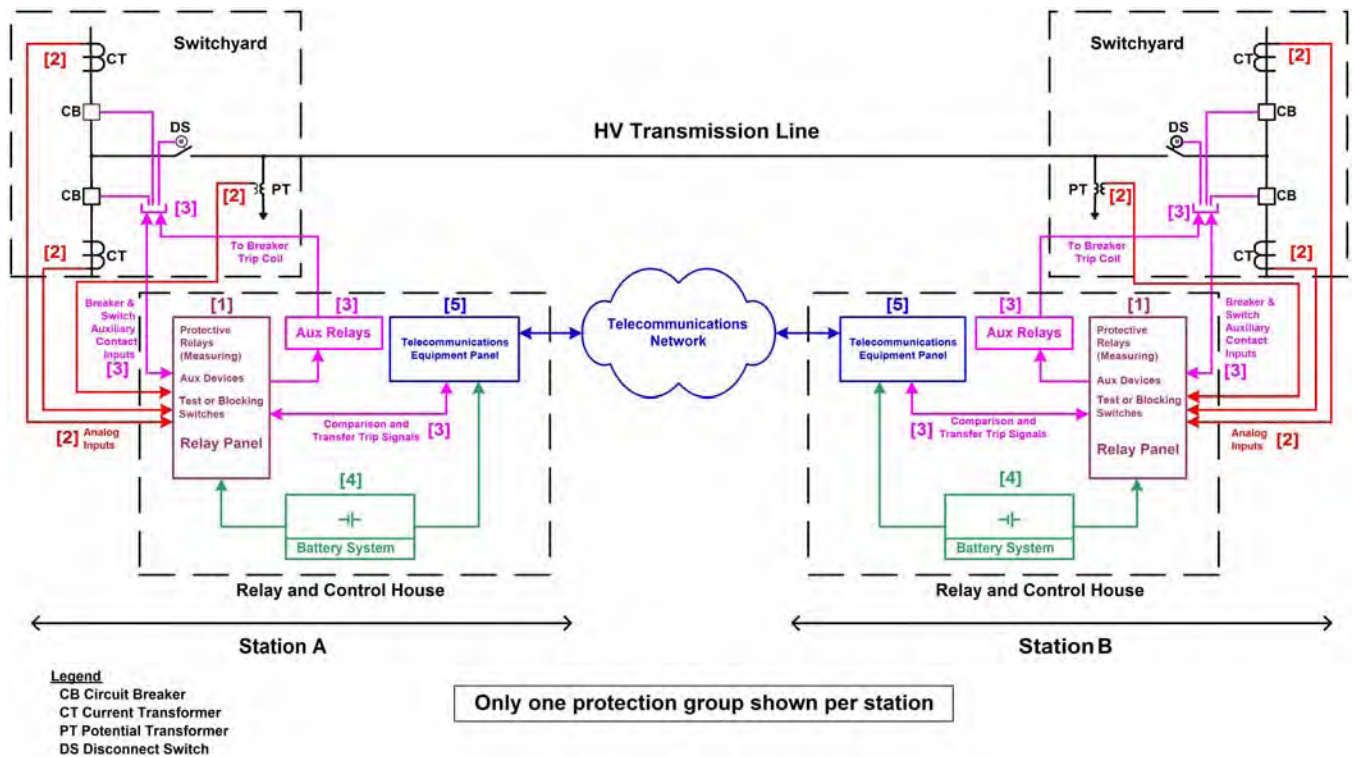 Switchyard
[2]
CT
CB
DS
CB
[3]
[2]
PT
[2]
CT
To Breaker
Trip Coil
HV Transmission Line
Switchyard
[2]
CT
CB
DS
CB
[3]
PT
[2]
[2]
CT
To Breaker
Trip Coil
Breaker &
Switch
Auxiliary
Contact
Inputs
[3]
[1]
Protective
Relays
(Measuring)
Aux Devices
Test or Blocking
Switches
Relay Panel
[2] Analog
Inputs
[3]
Aux Relays
[5]
Telecommunications
Equipment Panel
Comparison and
Transfer Trip Signals
[3]
[4]
Battery System
Relay and Control House
Telecommunications
Network
[5]
Telecommunications
Equipment Panel
[3]
Aux Relays
[1]
Protective
Relays
(Measuring)
Aux Devices
Test or Blocking
Switches
Relay Panel
Breaker &
Switch
Auxiliary
Contact
Inputs
[3]
Analog
Inputs [2]
Comparison and
[3] Transfer Trip Signals
[4]
Battery System
Relay and Control House
Station A
Station B
Legend
CB Circuit Breaker
CT Current Transformer
PT Potential Transformer
DS Disconnect Switch
Only one protection group shown per station